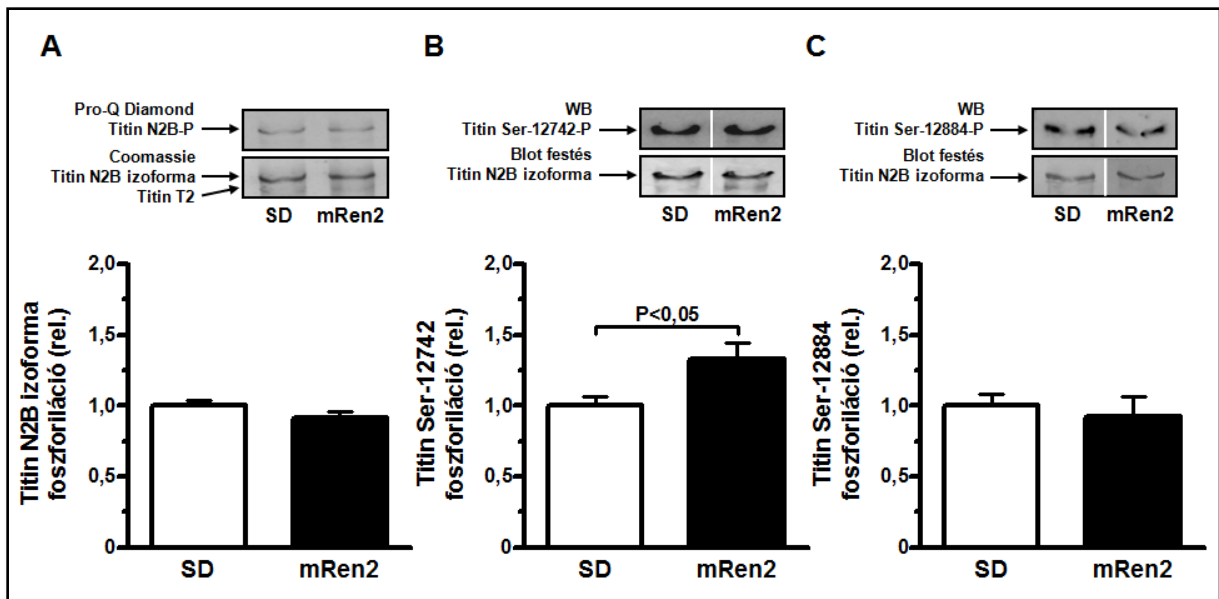 A
Pro-Q Diamond
Titin N2B-P
Coomassie
Titin N2B izoforma
Titin T2
SD mRen2
2,0
1,5
1,0
0,5
0
Titin N2B izoforma
foszforiláció (rel.)
SD mRen2
B
WB
Titin Ser-12742-P
Blot festés
Titin N2B izoforma
SD mRen2
2,0
1,5
1,0
0,5
0
Titin Ser-12742
foszforiláció (rel.)
P<0,05
SD mRen2
C
WB
Titin Ser-12884-P
Blot festés
Titin N2B izoforma
SD mRen2
2,0
1,5
1,0
0,5
0
Titin Ser-12884
foszforiláció (rel.)
SD mRen2